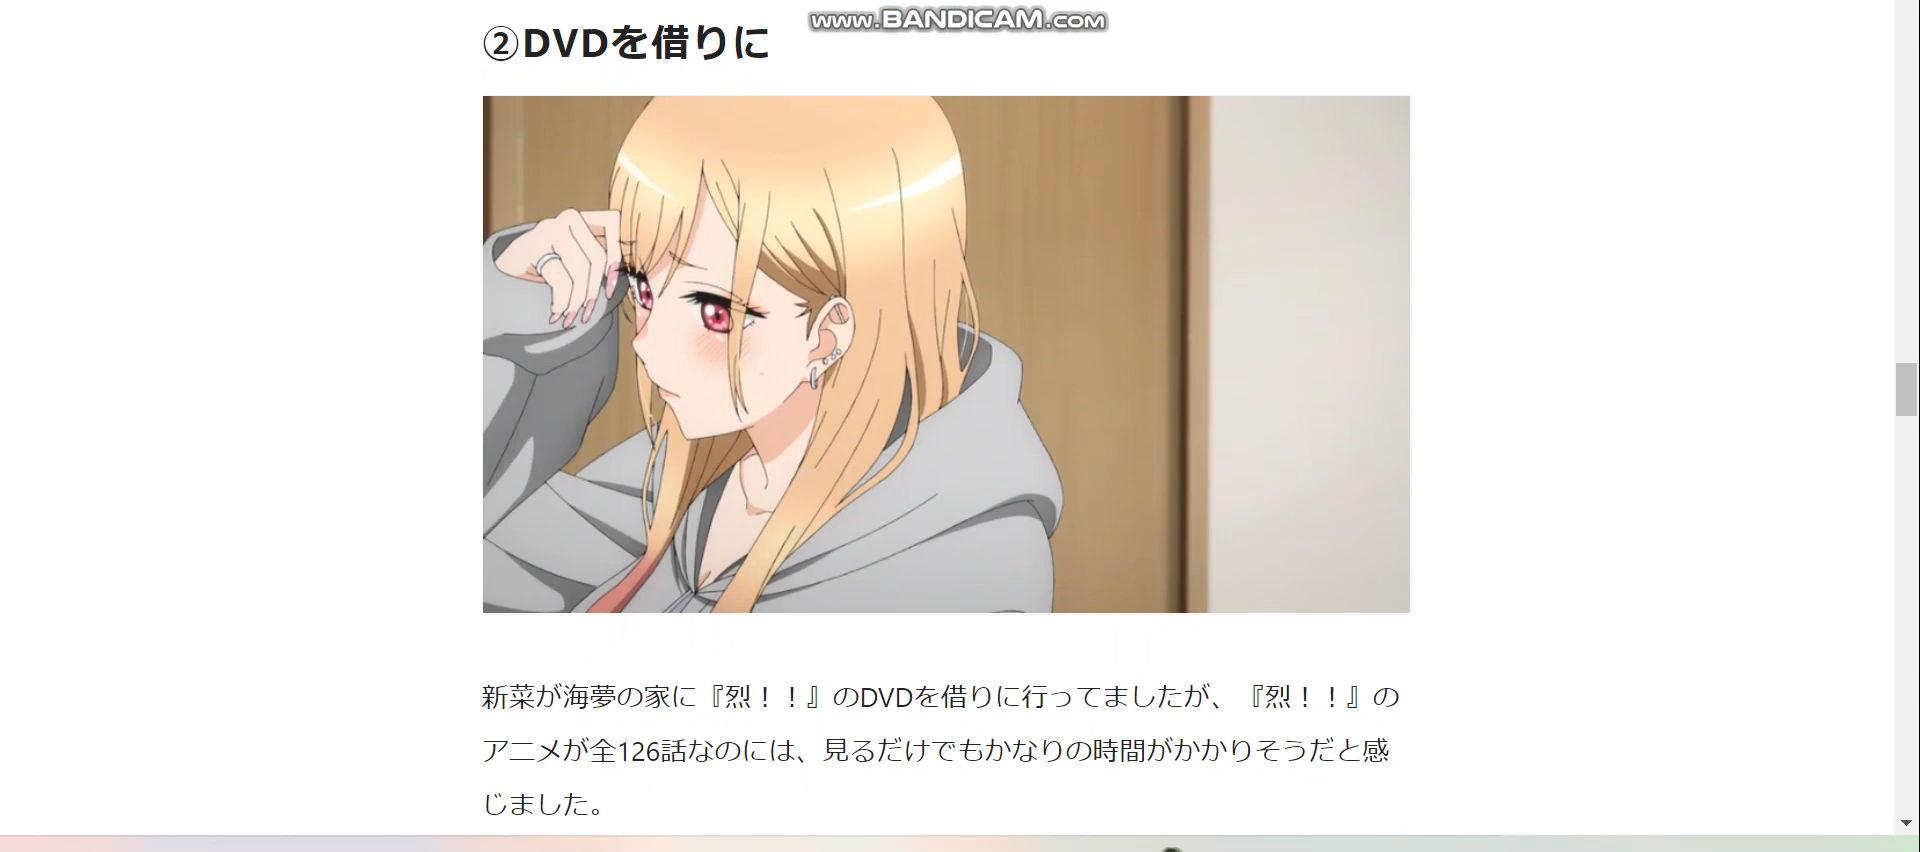 www.BANDICAM.com
②DVDを借りに
新菜が海夢の家に『烈！！』のDVDを借りに行ってましたが、『烈！！』の
アニメが全126話なのには、見るだけでもかなりの時間がかかりそうだと感
じました。